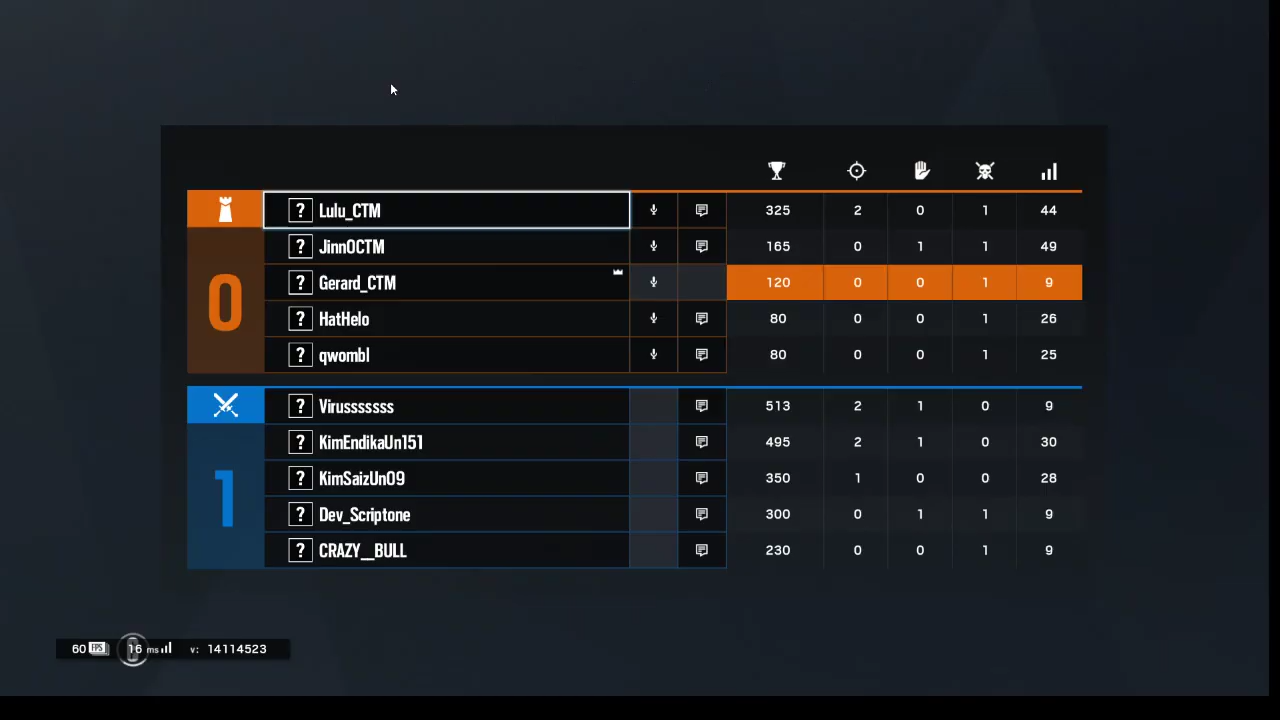 ? Lulu_CTM 325 2 0 1 44
? JinnOCTM 165 0 1 1 49
0
? Gerard_CTM 120 0 0 1 9
? HatHelo 80 0 0 1 26
? qwombl 80 0 0 1 25
? Virusssssss 513 2 1 0 9
? KimEndikaUn151 495 2 1 0 30
1
? KimSaizUn09 350 1 0 0 28
? Dev_Scriptone 300 0 1 1 9
? CRAZY__BULL 230 0 0 1 9
60 FPS 16 ms v: 14114523